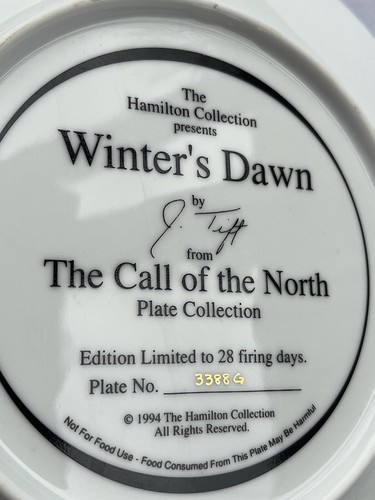 The
Hamilton Collection
presents
Winter's Dawn
by
J. Tift
from
The Call of the North
Plate Collection
Edition Limited to 28 firing days.
Plate No. 3388G
© 1994 The Hamilton Collection
All Rights Reserved.
Not For Food Use - Food Consumed From This Plate May Be Harmful